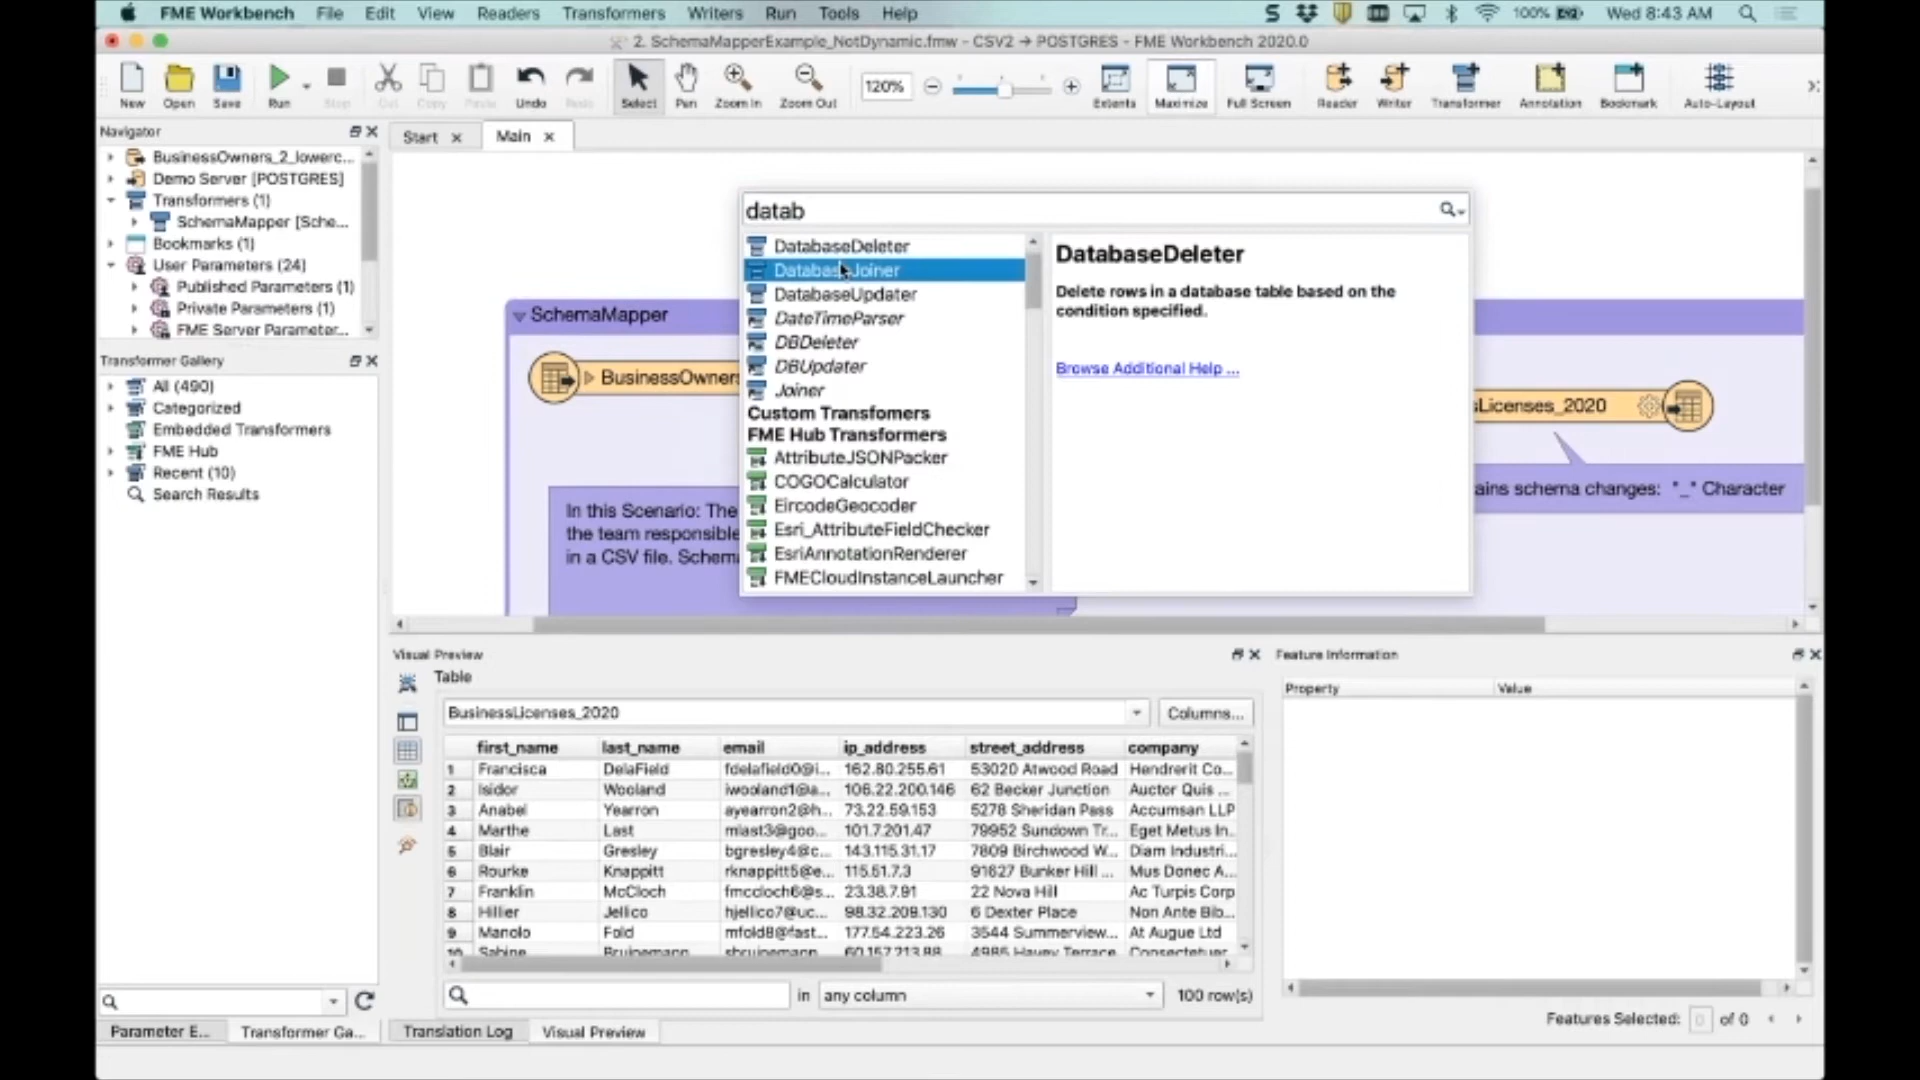 FME Workbench File Edit View Readers Transformers Writers Run Tools Help 100% Wed 8:43 AM
2. SchemaMapperExample_NotDynamic.fmw - CSV2 → POSTGRES - FME Workbench 2020.0
New Open Save Run Stop Cut Copy Paste Undo Redo Select Pan Zoom In Zoom Out 120% Extents Maximize Full Screen Reader Writer Transformer Annotation Bookmark Auto-Layout
Navigator
BusinessOwners_2_lowerc...
Demo Server [POSTGRES]
Transformers (1)
SchemaMapper [Sche...
Bookmarks (1)
User Parameters (24)
Published Parameters (1)
Private Parameters (1)
FME Server Parameter...
Transformer Gallery
All (490)
Categorized
Embedded Transformers
FME Hub
Recent (10)
Search Results
Parameter E... Transformer Ga...
Start Main
SchemaMapper
BusinessOwners
In this Scenario: The
the team responsible
in a CSV file. Schem
datab
DatabaseDeleter
DatabaseJoiner
DatabaseUpdater
DateTimeParser
DBDeleter
DBUpdater
Joiner
Custom Transfomers
FME Hub Transformers
AttributeJSONPacker
COGOCalculator
EircodeGeocoder
Esri_AttributeFieldChecker
EsriAnnotationRenderer
FMECloudInstanceLauncher
DatabaseDeleter
Delete rows in a database table based on the
condition specified.
Browse Additional Help ...
sLicenses_2020
ains schema changes: "_" Character
Visual Preview
Table
BusinessLicenses_2020 Columns...
first_name last_name email ip_address street_address company
1 Francisca DelaField fdelafield0@i... 162.80.255.61 53020 Atwood Road Hendrerit Co...
2 Isidor Wooland iwooland1@a... 106.22.200.146 62 Becker Junction Auctor Quis ...
3 Anabel Yearron ayearron2@h... 73.22.59.153 5278 Sheridan Pass Accumsan LLP
4 Marthe Last mlast3@goo... 101.7.201.47 79952 Sundown Tr... Eget Metus In...
5 Blair Gresley bgresley4@c... 143.115.31.17 7809 Birchwood W... Diam Industri...
6 Rourke Knappitt rknappitt5@e... 115.51.7.3 91627 Bunker Hill ... Mus Donec A...
7 Franklin McCloch fmccloch6@s... 23.38.7.91 22 Nova Hill Ac Turpis Corp
8 Hillier Jellico hjellico7@uc... 98.32.209.130 6 Dexter Place Non Ante Bib...
9 Manolo Fold mfold8@fast... 177.54.223.26 3544 Summerview... At Augue Ltd
10 Sabine Bruinemann sbruinemann 60.157.213.88 4985 Havey Terrace Consectetuer
in any column 100 row(s)
Translation Log Visual Preview
Feature Information
Property Value
Features Selected: 0 of 0